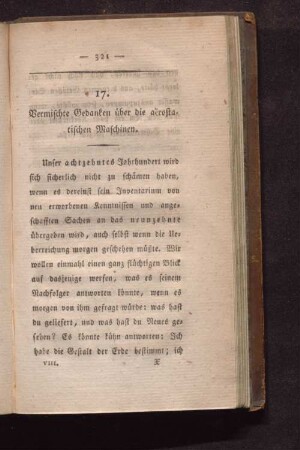 — 321 —
17.
Vermischte Gedanken über die aërosta-
tischen Maschinen.
Unser achtzehntes Jahrhundert wird
sich sicherlich nicht zu schämen haben,
wenn es dereinst sein Inventarium von
neu erworbenen Kenntnissen und ange-
schafften Sachen an das neunzehnte
übergeben wird, auch selbst wenn die Ue-
berreichung morgen geschehen müßte. Wir
wollen einmahl einen ganz flüchtigen Blick
auf dasjenige werfen, was es seinem
Nachfolger antworten könnte, wenn es
morgen von ihm gefragt würde: was hast
du geliefert, und was hast du Neues ge-
sehen? Es könnte kühn antworten: Ich
habe die Gestalt der Erde bestimmt; ich
VIII. X